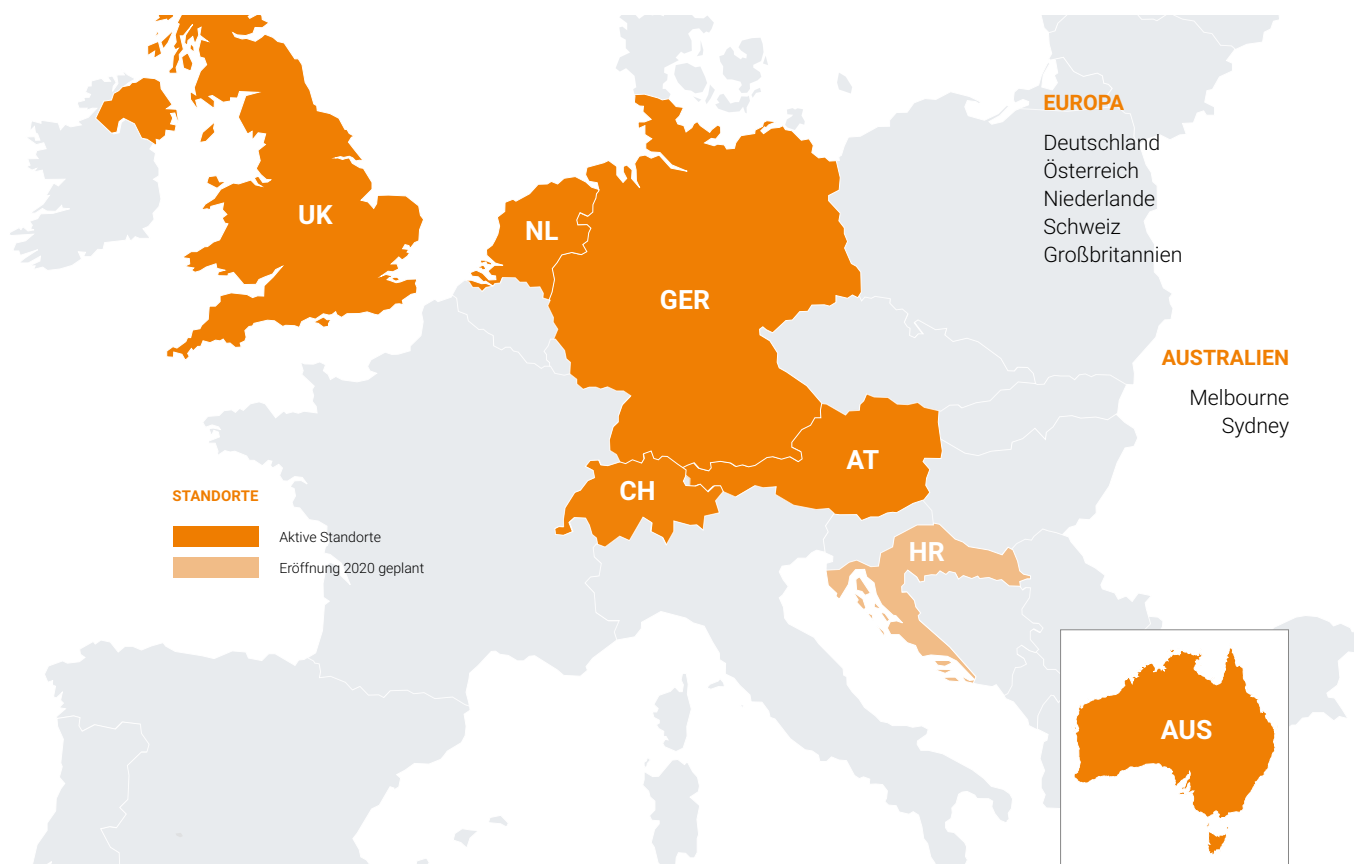 EUROPA
Deutschland
Österreich
Niederlande
Schweiz
Großbritannien
UK
NL
GER
AUSTRALIEN
Melbourne
Sydney
AT
CH
STANDORTE
Aktive Standorte
Eröffnung 2020 geplant
HR
AUS